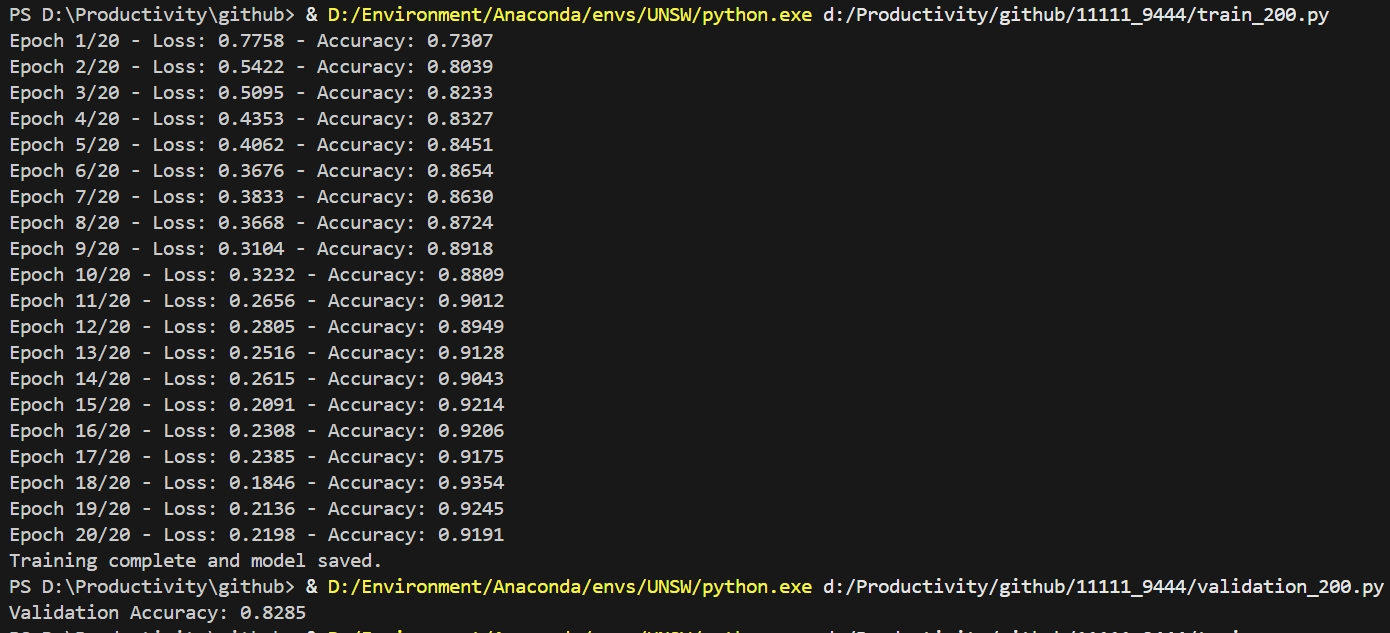 PS D:\Productivity\github> & D:/Environment/Anaconda/envs/UNSW/python.exe d:/Productivity/github/11111_9444/train_200.py
Epoch 1/20 - Loss: 0.7758 - Accuracy: 0.7307
Epoch 2/20 - Loss: 0.5422 - Accuracy: 0.8039
Epoch 3/20 - Loss: 0.5095 - Accuracy: 0.8233
Epoch 4/20 - Loss: 0.4353 - Accuracy: 0.8327
Epoch 5/20 - Loss: 0.4062 - Accuracy: 0.8451
Epoch 6/20 - Loss: 0.3676 - Accuracy: 0.8654
Epoch 7/20 - Loss: 0.3833 - Accuracy: 0.8630
Epoch 8/20 - Loss: 0.3668 - Accuracy: 0.8724
Epoch 9/20 - Loss: 0.3104 - Accuracy: 0.8918
Epoch 10/20 - Loss: 0.3232 - Accuracy: 0.8809
Epoch 11/20 - Loss: 0.2656 - Accuracy: 0.9012
Epoch 12/20 - Loss: 0.2805 - Accuracy: 0.8949
Epoch 13/20 - Loss: 0.2516 - Accuracy: 0.9128
Epoch 14/20 - Loss: 0.2615 - Accuracy: 0.9043
Epoch 15/20 - Loss: 0.2091 - Accuracy: 0.9214
Epoch 16/20 - Loss: 0.2308 - Accuracy: 0.9206
Epoch 17/20 - Loss: 0.2385 - Accuracy: 0.9175
Epoch 18/20 - Loss: 0.1846 - Accuracy: 0.9354
Epoch 19/20 - Loss: 0.2136 - Accuracy: 0.9245
Epoch 20/20 - Loss: 0.2198 - Accuracy: 0.9191
Training complete and model saved.
PS D:\Productivity\github> & D:/Environment/Anaconda/envs/UNSW/python.exe d:/Productivity/github/11111_9444/validation_200.py
Validation Accuracy: 0.8285